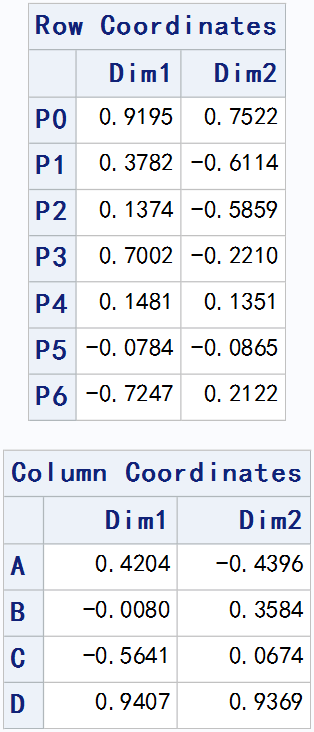 Row Coordinates
Dim1 Dim2
P0 0.9195 0.7522
P1 0.3782 -0.6114
P2 0.1374 -0.5859
P3 0.7002 -0.2210
P4 0.1481 0.1351
P5 -0.0784 -0.0865
P6 -0.7247 0.2122
Column Coordinates
Dim1 Dim2
A 0.4204 -0.4396
B -0.0080 0.3584
C -0.5641 0.0674
D 0.9407 0.9369